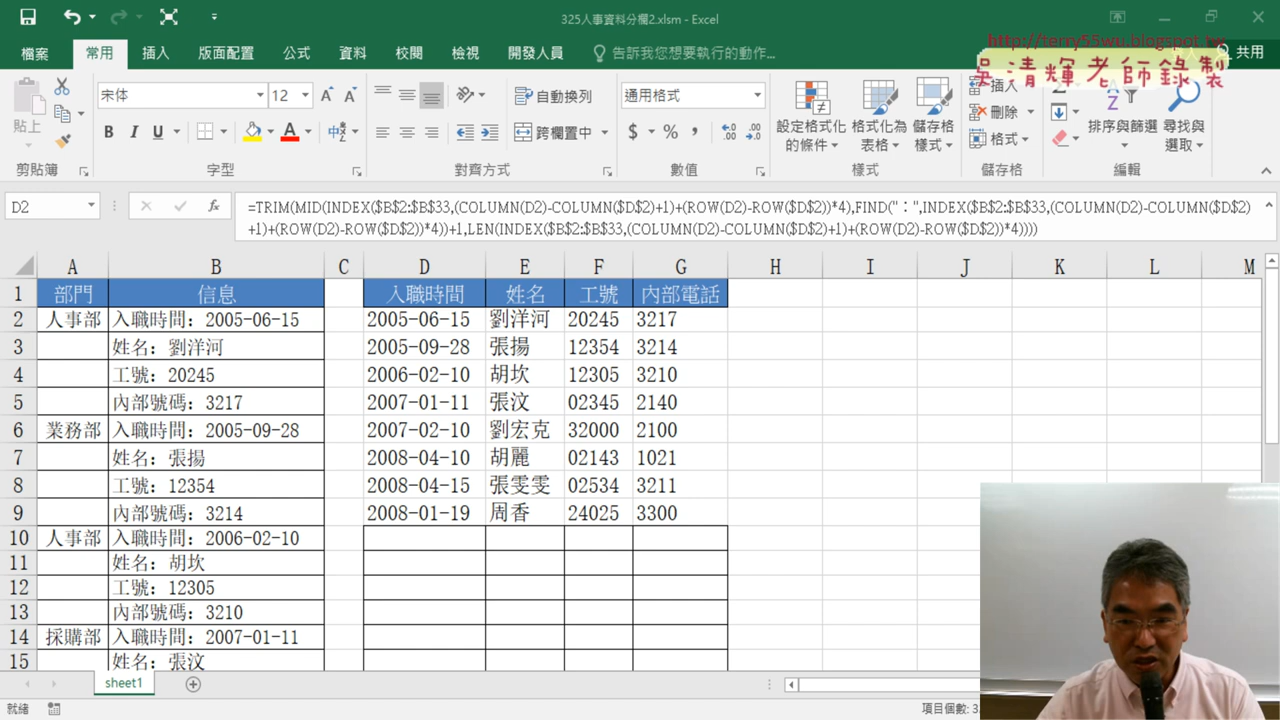 325人事資料分欄2.xlsm - Excel
http://terry55wu.blogspot.tw
吳清輝老師錄製
檔案 常用 插入 版面配置 公式 資料 校閱 檢視 開發人員 告訴我您想要執行的動作... 共用
貼上 宋体 12 自動換列 通用格式 設定格式化的條件 格式化為表格 儲存格樣式 插入 排序與篩選 尋找與選取
B I U 跨欄置中 $ % 刪除
格式
剪貼簿 字型 對齊方式 數值 樣式 儲存格 編輯
D2 fx =TRIM(MID(INDEX($B$2:$B$33,(COLUMN(D2)-COLUMN($D$2)+1)+(ROW(D2)-ROW($D$2))*4),FIND("：",INDEX($B$2:$B$33,(COLUMN(D2)-COLUMN($D$2)
+1)+(ROW(D2)-ROW($D$2))*4))+1,LEN(INDEX($B$2:$B$33,(COLUMN(D2)-COLUMN($D$2)+1)+(ROW(D2)-ROW($D$2))*4))))
A B C D E F G H I J K L M
1 部門 信息 入職時間 姓名 工號 內部電話
2 人事部 入職時間：2005-06-15 2005-06-15 劉洋河 20245 3217
3 姓名：劉洋河 2005-09-28 張揚 12354 3214
4 工號：20245 2006-02-10 胡坎 12305 3210
5 內部號碼：3217 2007-01-11 張汶 02345 2140
6 業務部 入職時間：2005-09-28 2007-02-10 劉宏克 32000 2100
7 姓名：張揚 2008-04-10 胡麗 02143 1021
8 工號：12354 2008-04-15 張雯雯 02534 3211
9 內部號碼：3214 2008-01-19 周香 24025 3300
10 人事部 入職時間：2006-02-10
11 姓名：胡坎
12 工號：12305
13 內部號碼：3210
14 採購部 入職時間：2007-01-11
15 姓名：張汶
sheet1
就緒 項目個數: 3